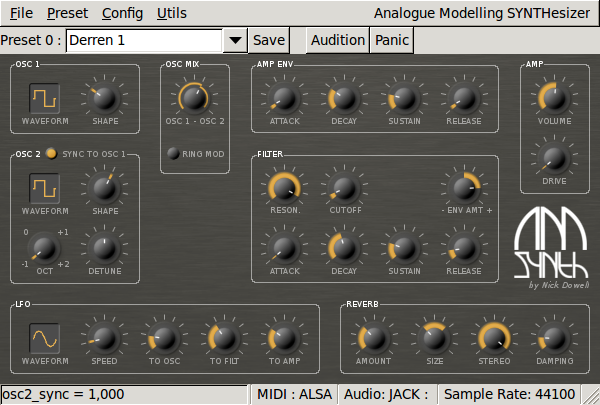 File Preset Config Utils Analogue Modelling SYNTHesizer
Preset 0 : Derren 1 Save Audition Panic
OSC 1
WAVEFORM SHAPE
OSC MIX
OSC 1 - OSC 2
RING MOD
AMP ENV
ATTACK DECAY SUSTAIN RELEASE
AMP
VOLUME
DRIVE
OSC 2 SYNC TO OSC 1
WAVEFORM SHAPE
0 +1
-1 +2
OCT DETUNE
FILTER
RESON. CUTOFF - ENV AMT +
ATTACK DECAY SUSTAIN RELEASE
AM
SYNth
by Nick Dowell
LFO
WAVEFORM SPEED TO OSC TO FILT TO AMP
REVERB
AMOUNT SIZE STEREO DAMPING
osc2_sync = 1,000 MIDI : ALSA Audio: JACK : Sample Rate: 44100